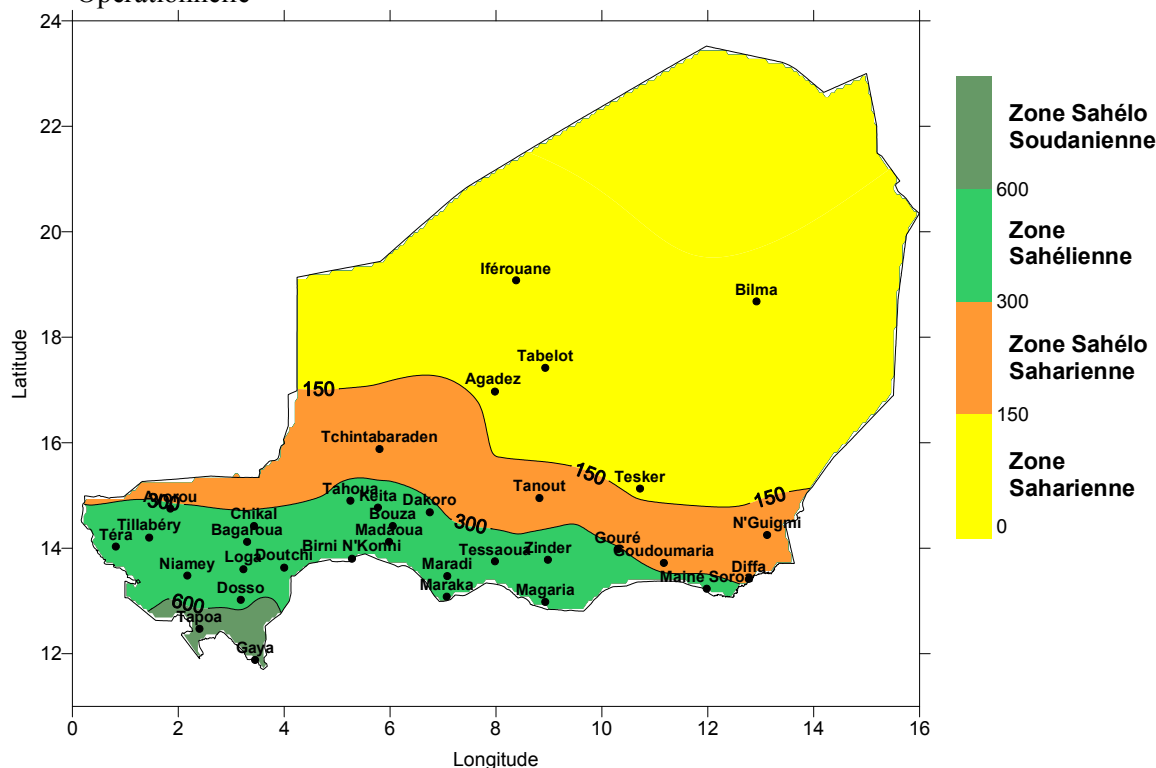 Opérationnelle
24
22
20
18
16
14
12
Latitude
0
2
4
6
8
10
12
14
16
Longitude
Iférouane
Bilma
Tabelot
Agadez
150
Tchintabaraden
150
Tesker
150
Tanout
Tahoua
Keita
Dakoro
Ayorou
300
Chikal
Bouza
300
N'Guigmi
Tillabéry
Bagaroua
Madaoua
Gouré
Téra
Loga
Doutchi
Birni N'Konni
Tessaoua
Zinder
Goudoumaria
Niamey
Maradi
Diffa
Dosso
Maraka
Magaria
Mainé Soroa
600
Tapoa
Gaya
Zone Sahélo
Soudanienne
600
Zone
Sahélienne
300
Zone Sahélo
Saharienne
150
Zone
Saharienne
0